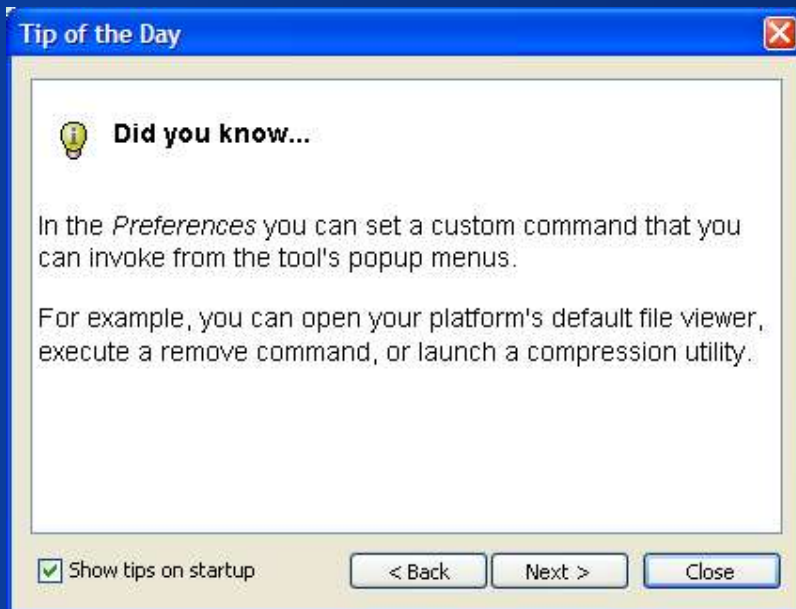 Tip of the Day
Did you know...
In the Preferences you can set a custom command that you
can invoke from the tool's popup menus.
For example, you can open your platform's default file viewer,
execute a remove command, or launch a compression utility.
Show tips on startup
< Back
Next >
Close